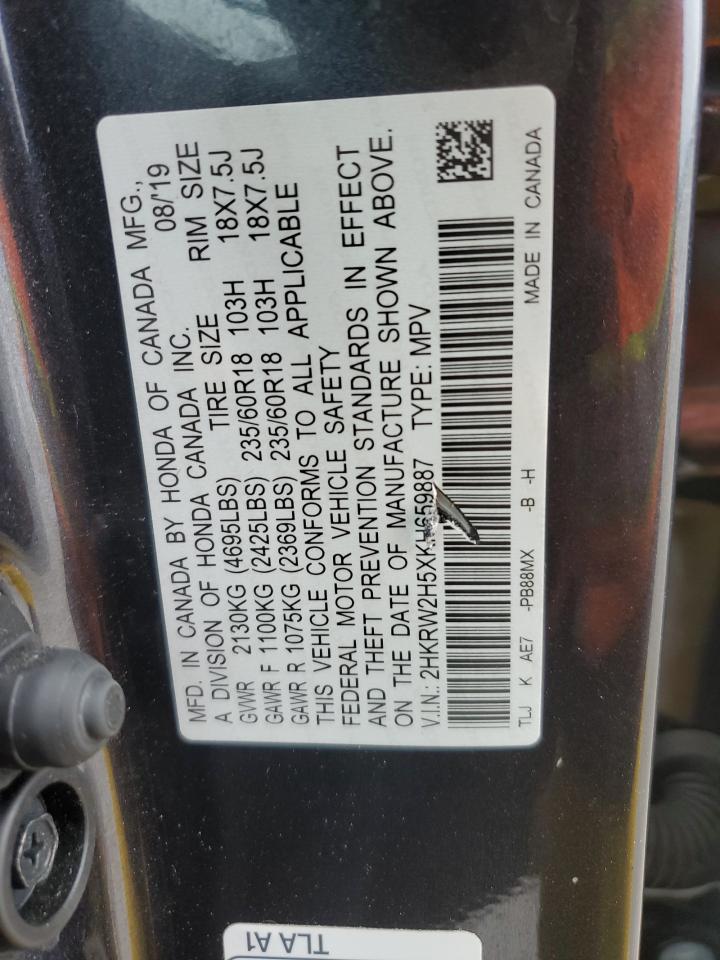 MFD. IN CANADA BY HONDA OF CANADA MFG.,
A DIVISION OF HONDA CANADA INC. 08/'19
TIRE SIZE RIM SIZE
GVWR 2130KG (4695LBS)
GAWR F 1100KG (2425LBS) 235/60R18 103H 18X7.5J
GAWR R 1075KG (2369LBS) 235/60R18 103H 18X7.5J
THIS VEHICLE CONFORMS TO ALL APPLICABLE
FEDERAL MOTOR VEHICLE SAFETY
AND THEFT PREVENTION STANDARDS IN EFFECT
ON THE DATE OF MANUFACTURE SHOWN ABOVE.
V.I.N.: TYPE: MPV
TLJ K AE7 -PB88MX -B -H MADE IN CANADA
TLA A1